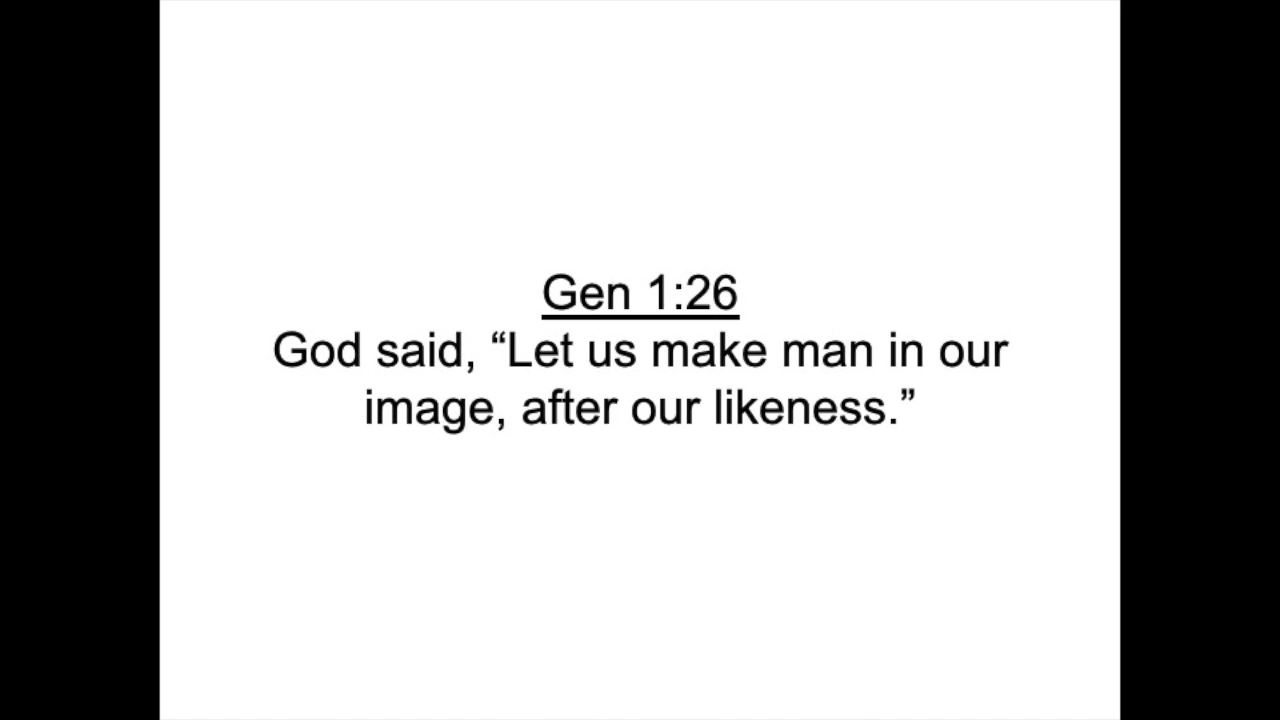 Gen 1:26
God said, “Let us make man in our
image, after our likeness.”